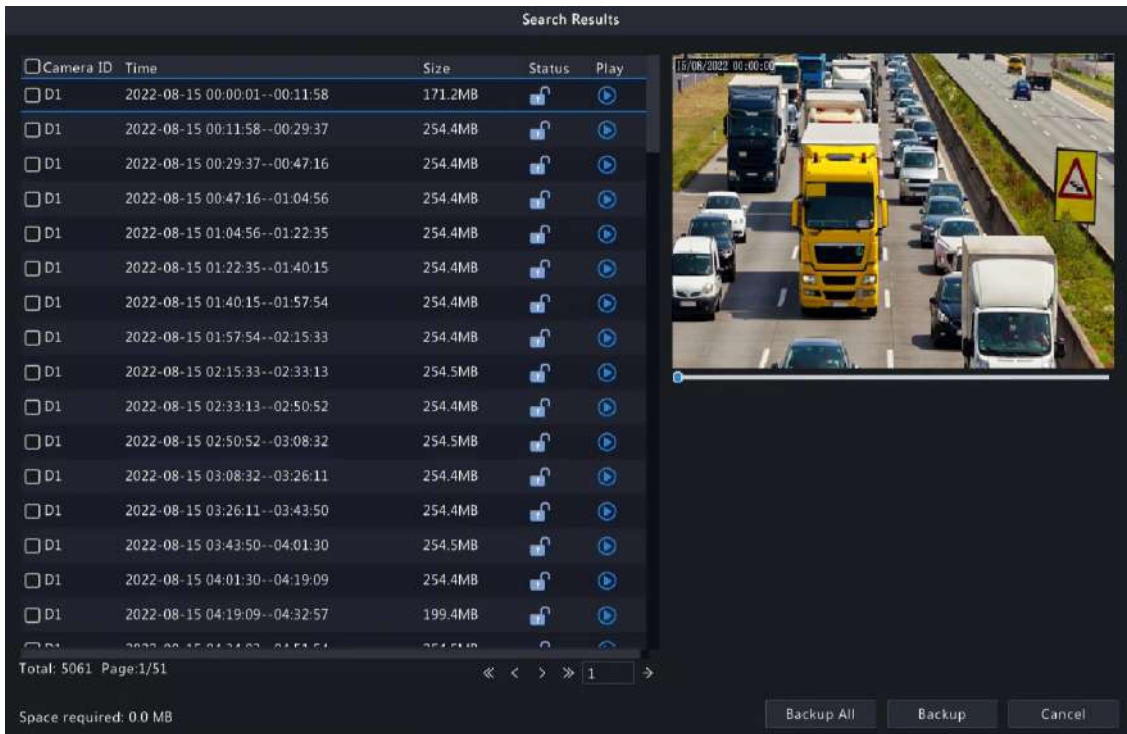 Search Results
Camera ID Time Size Status Play
D1 2022-08-15 00:00:01--00:11:58 171.2MB
D1 2022-08-15 00:11:58--00:29:37 254.4MB
D1 2022-08-15 00:29:37--00:47:16 254.4MB
D1 2022-08-15 00:47:16--01:04:56 254.4MB
D1 2022-08-15 01:04:56--01:22:35 254.4MB
D1 2022-08-15 01:22:35--01:40:15 254.4MB
D1 2022-08-15 01:40:15--01:57:54 254.4MB
D1 2022-08-15 01:57:54--02:15:33 254.4MB
D1 2022-08-15 02:15:33--02:33:13 254.5MB
D1 2022-08-15 02:33:13--02:50:52 254.4MB
D1 2022-08-15 02:50:52--03:08:32 254.5MB
D1 2022-08-15 03:08:32--03:26:11 254.4MB
D1 2022-08-15 03:26:11--03:43:50 254.4MB
D1 2022-08-15 03:43:50--04:01:30 254.5MB
D1 2022-08-15 04:01:30--04:19:09 254.4MB
D1 2022-08-15 04:19:09--04:32:57 199.4MB
Total: 5061 Page:1/51
1
Space required: 0.0 MB
15/08/2022 00:00:00
Backup All Backup Cancel